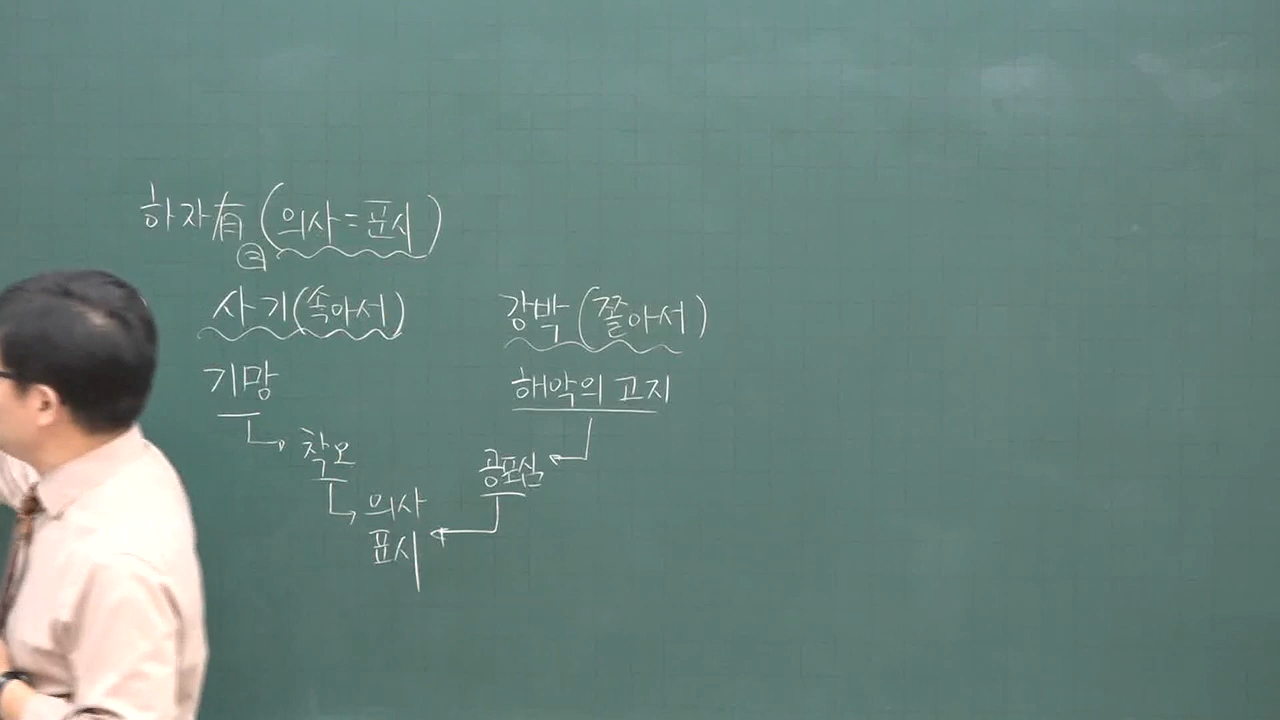 하자有 (의사=표시)
사기(속아서) 강박(쫄아서)
기망 해악의 고지
착오 공포심
의사
표시